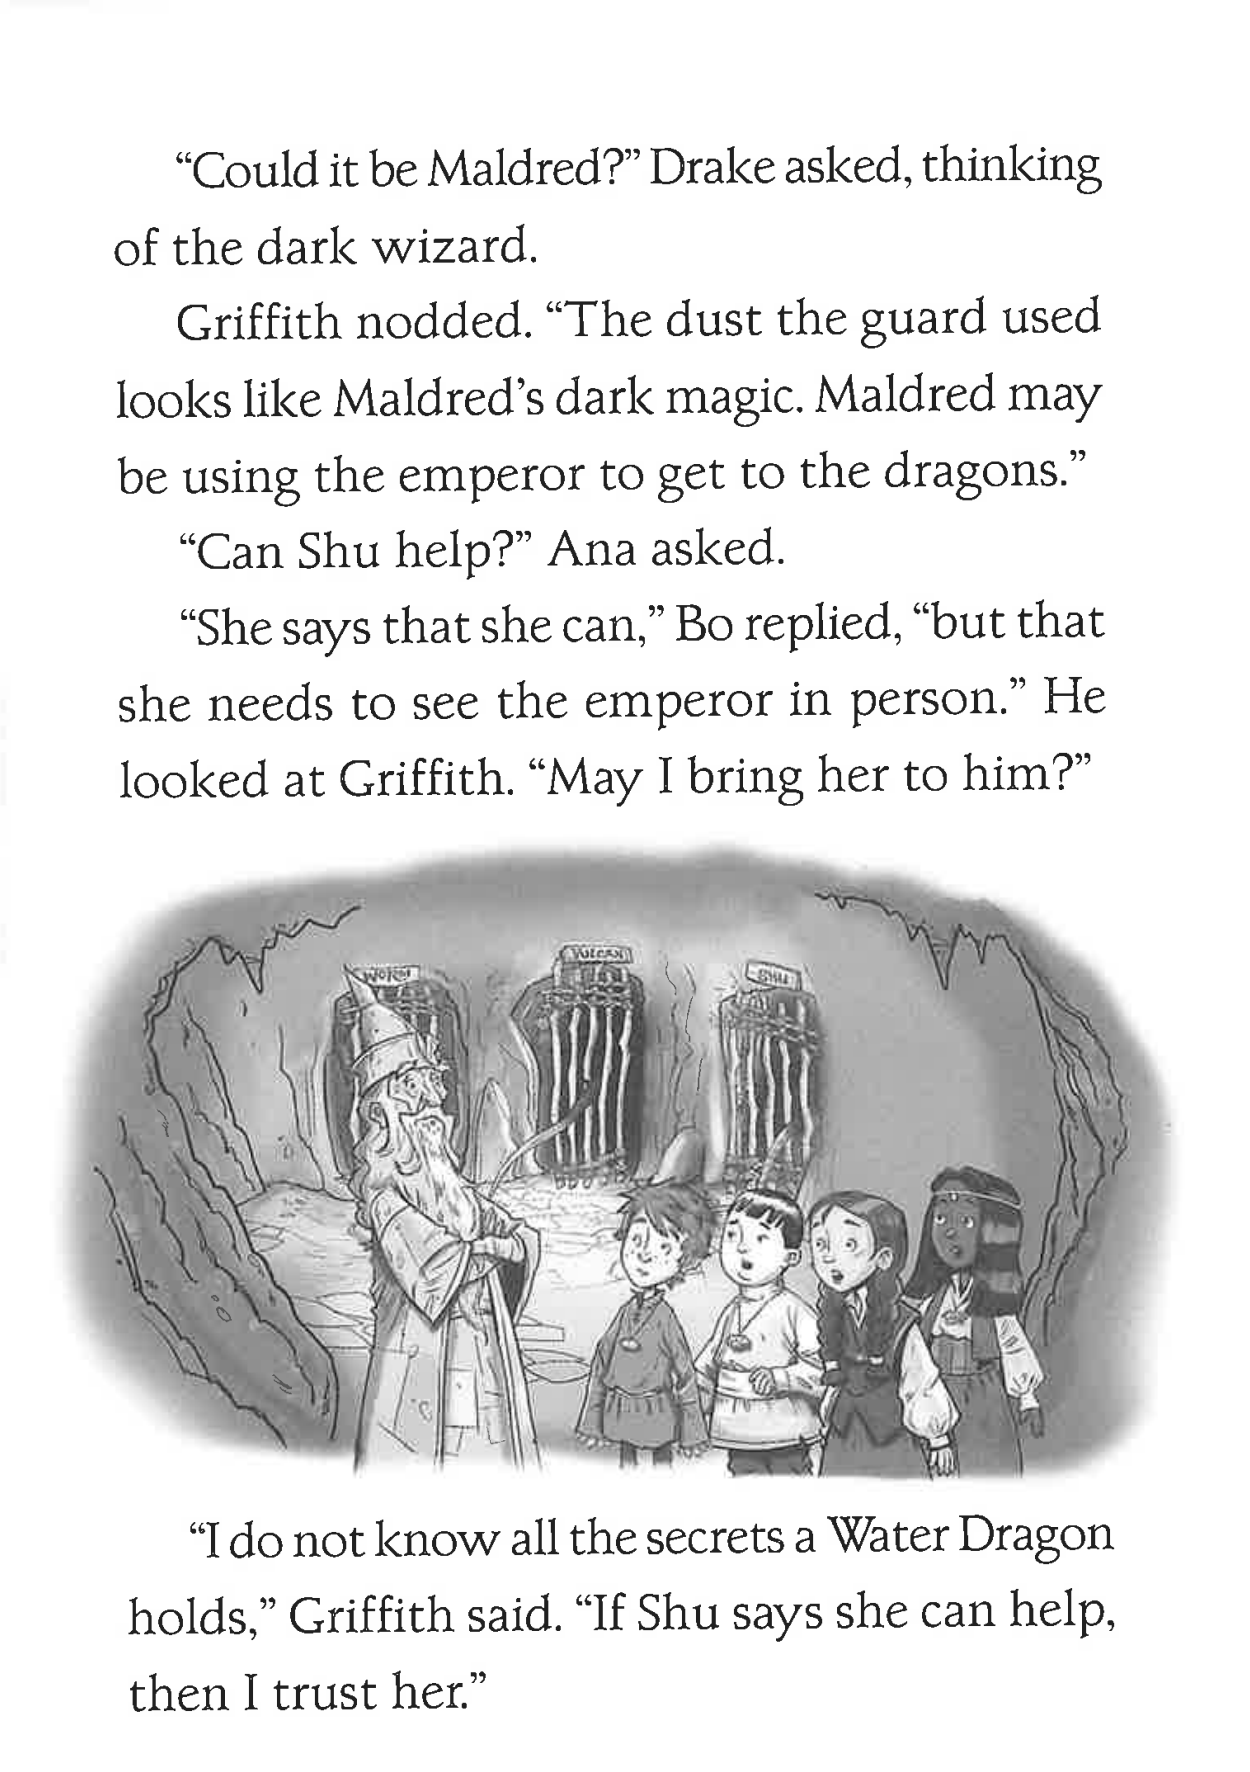 “Could it be Maldred?” Drake asked, thinking
of the dark wizard.
Griffith nodded. “The dust the guard used
looks like Maldred’s dark magic. Maldred may
be using the emperor to get to the dragons.”
“Can Shu help?” Ana asked.
“She says that she can,” Bo replied, “but that
she needs to see the emperor in person.” He
looked at Griffith. “May I bring her to him?”
WORM
VULCAN
SHU
“I do not know all the secrets a Water Dragon
holds,” Griffith said. “If Shu says she can help,
then I trust her.”